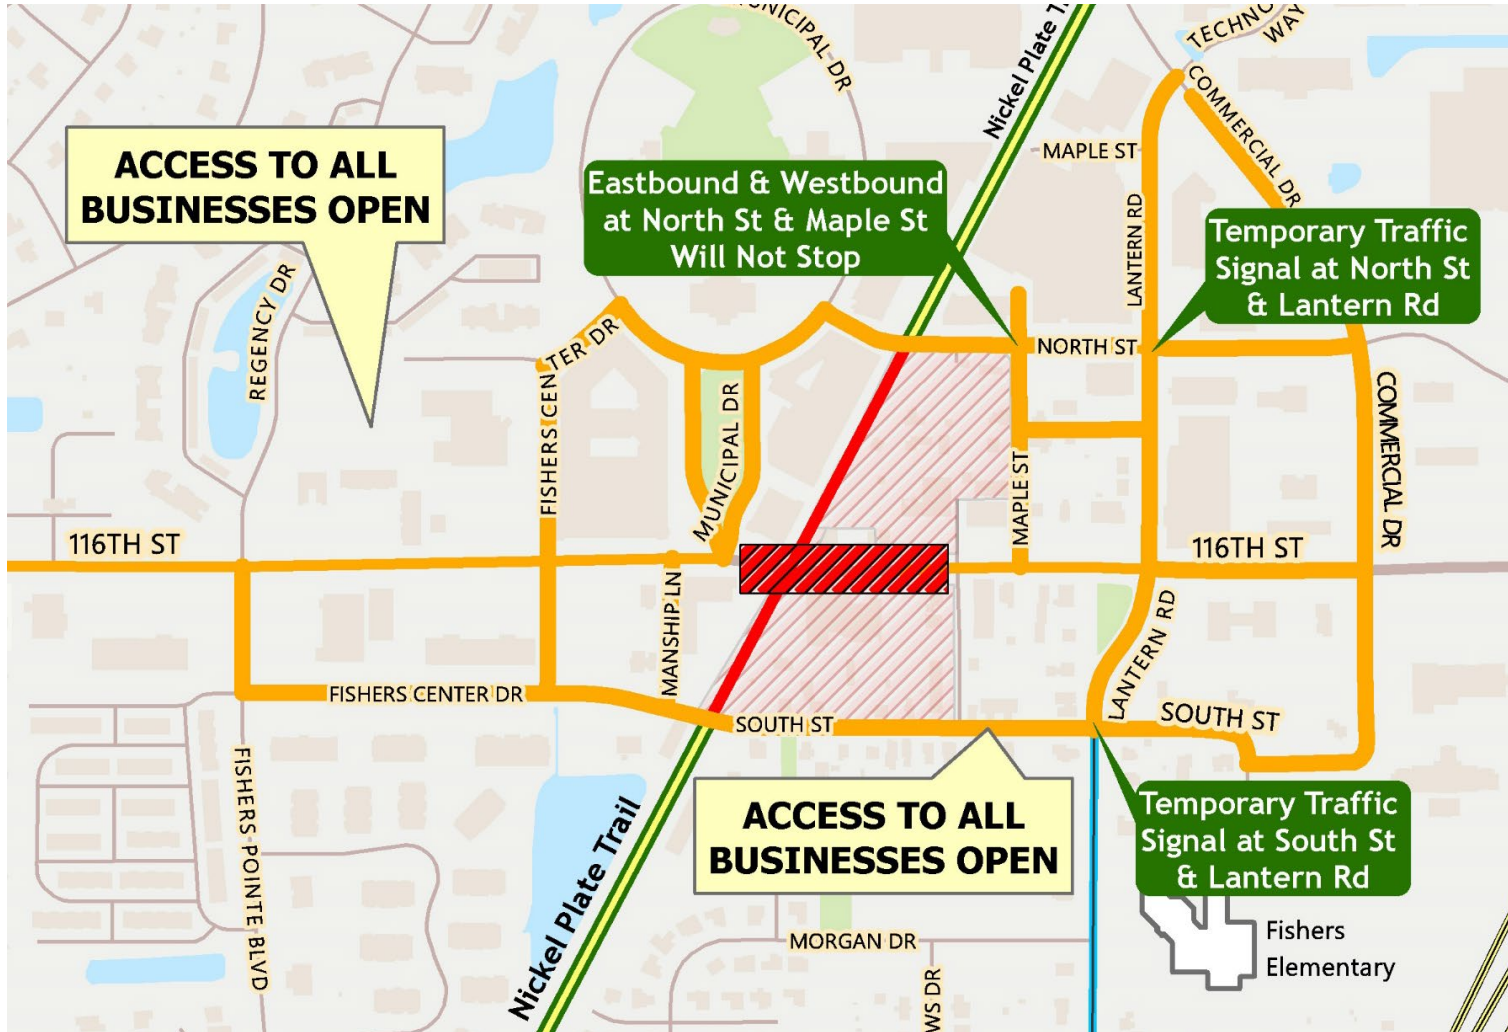 MUNICIPAL DR
TECHNO
WAY
Nickel Plate Tr
COMMERCIAL DR
ACCESS TO ALL
BUSINESSES OPEN
MAPLE ST
Eastbound & Westbound
at North St & Maple St
Will Not Stop
LANTERN RD
Temporary Traffic
Signal at North St
& Lantern Rd
REGENCY DR
FISHERS CENTER DR
NORTH ST
COMMERCIAL DR
MUNICIPAL DR
MAPLE ST
116TH ST
116TH ST
MANSHIP LN
LANTERN RD
FISHERS CENTER DR
SOUTH ST
SOUTH ST
FISHERS POINTE BLVD
Nickel Plate Trail
ACCESS TO ALL
BUSINESSES OPEN
Temporary Traffic
Signal at South St
& Lantern Rd
Fishers
Elementary
MORGAN DR
WS DR